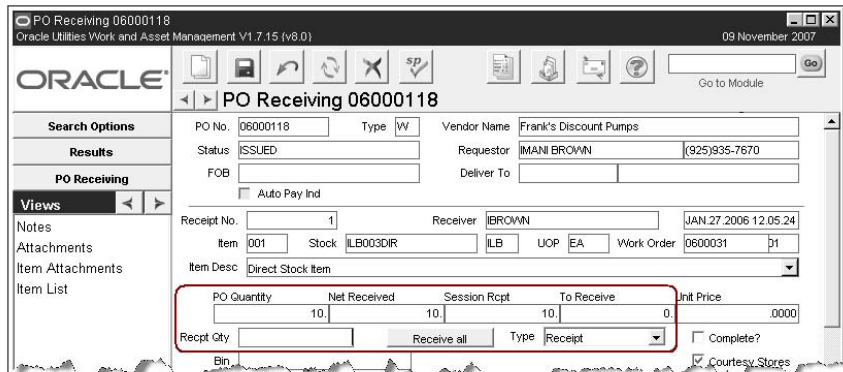 PO Receiving 06000118
Oracle Utilities Work and Asset Management V1.7.15 {v8.0} 09 November 2007
ORACLE
sp
Go
Go to Module
PO Receiving 06000118
Search Options
Results
PO Receiving
Views
Notes
Attachments
Item Attachments
Item List
PO No. 06000118 Type W Vendor Name Frank's Discount Pumps
Status ISSUED Requestor IMANI BROWN (925)935-7670
FOB Deliver To
Auto Pay Ind
Receipt No. 1 Receiver IBROWN JAN.27.2006 12.05.24
Item 001 Stock ILB003DIR ILB UOP EA Work Order 0600031 01
Item Desc Direct Stock Item
PO Quantity Net Received Session Rcpt To Receive Unit Price
10. 10. 10. 0. .0000
Recpt Qty Receive all Type Receipt Complete?
Bin Courtesy Stores